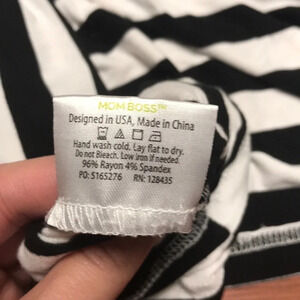 MOM BOSS™
Designed in USA, Made in China
Hand wash cold. Lay flat to dry.
Do not Bleach. Low iron if needed.
96% Rayon 4% Spandex
PO: 5165276 RN: 128435